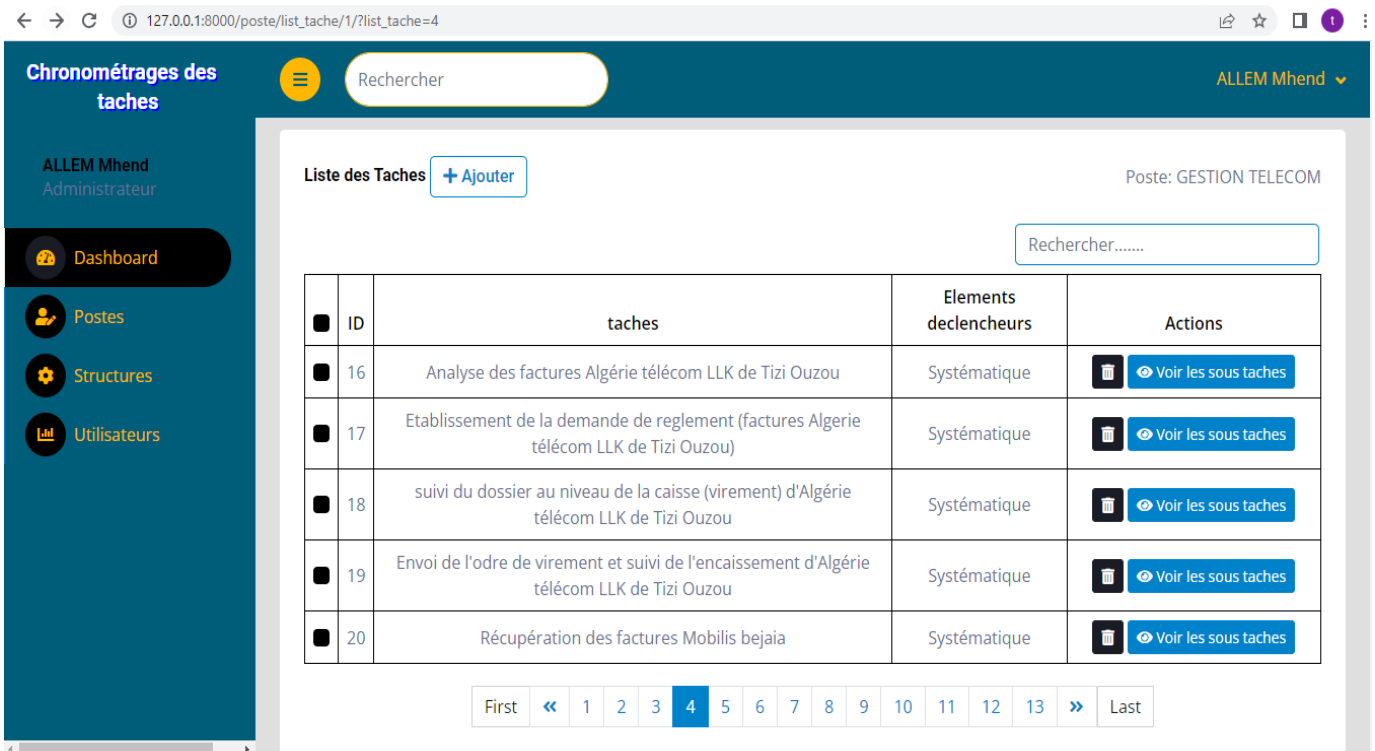 127.0.0.1:8000/poste/list_tache/1/?list_tache=4
t
Chronométrages des
taches
Rechercher
ALLEM Mhend
ALLEM Mhend
Administrateur
Dashboard
Postes
Structures
Utilisateurs
Liste des Taches
Ajouter
Poste: GESTION TELECOM
Rechercher.......
ID
taches
Elements
declencheurs
Actions
16
Analyse des factures Algérie télécom LLK de Tizi Ouzou
Systématique
Voir les sous taches
17
Etablissement de la demande de reglement (factures Algerie
télécom LLK de Tizi Ouzou)
Systématique
Voir les sous taches
18
suivi du dossier au niveau de la caisse (virement) d'Algérie
télécom LLK de Tizi Ouzou
Systématique
Voir les sous taches
19
Envoi de l'odre de virement et suivi de l'encaissement d'Algérie
télécom LLK de Tizi Ouzou
Systématique
Voir les sous taches
20
Récupération des factures Mobilis bejaia
Systématique
Voir les sous taches
First « 1 2 3 4 5 6 7 8 9 10 11 12 13 » Last